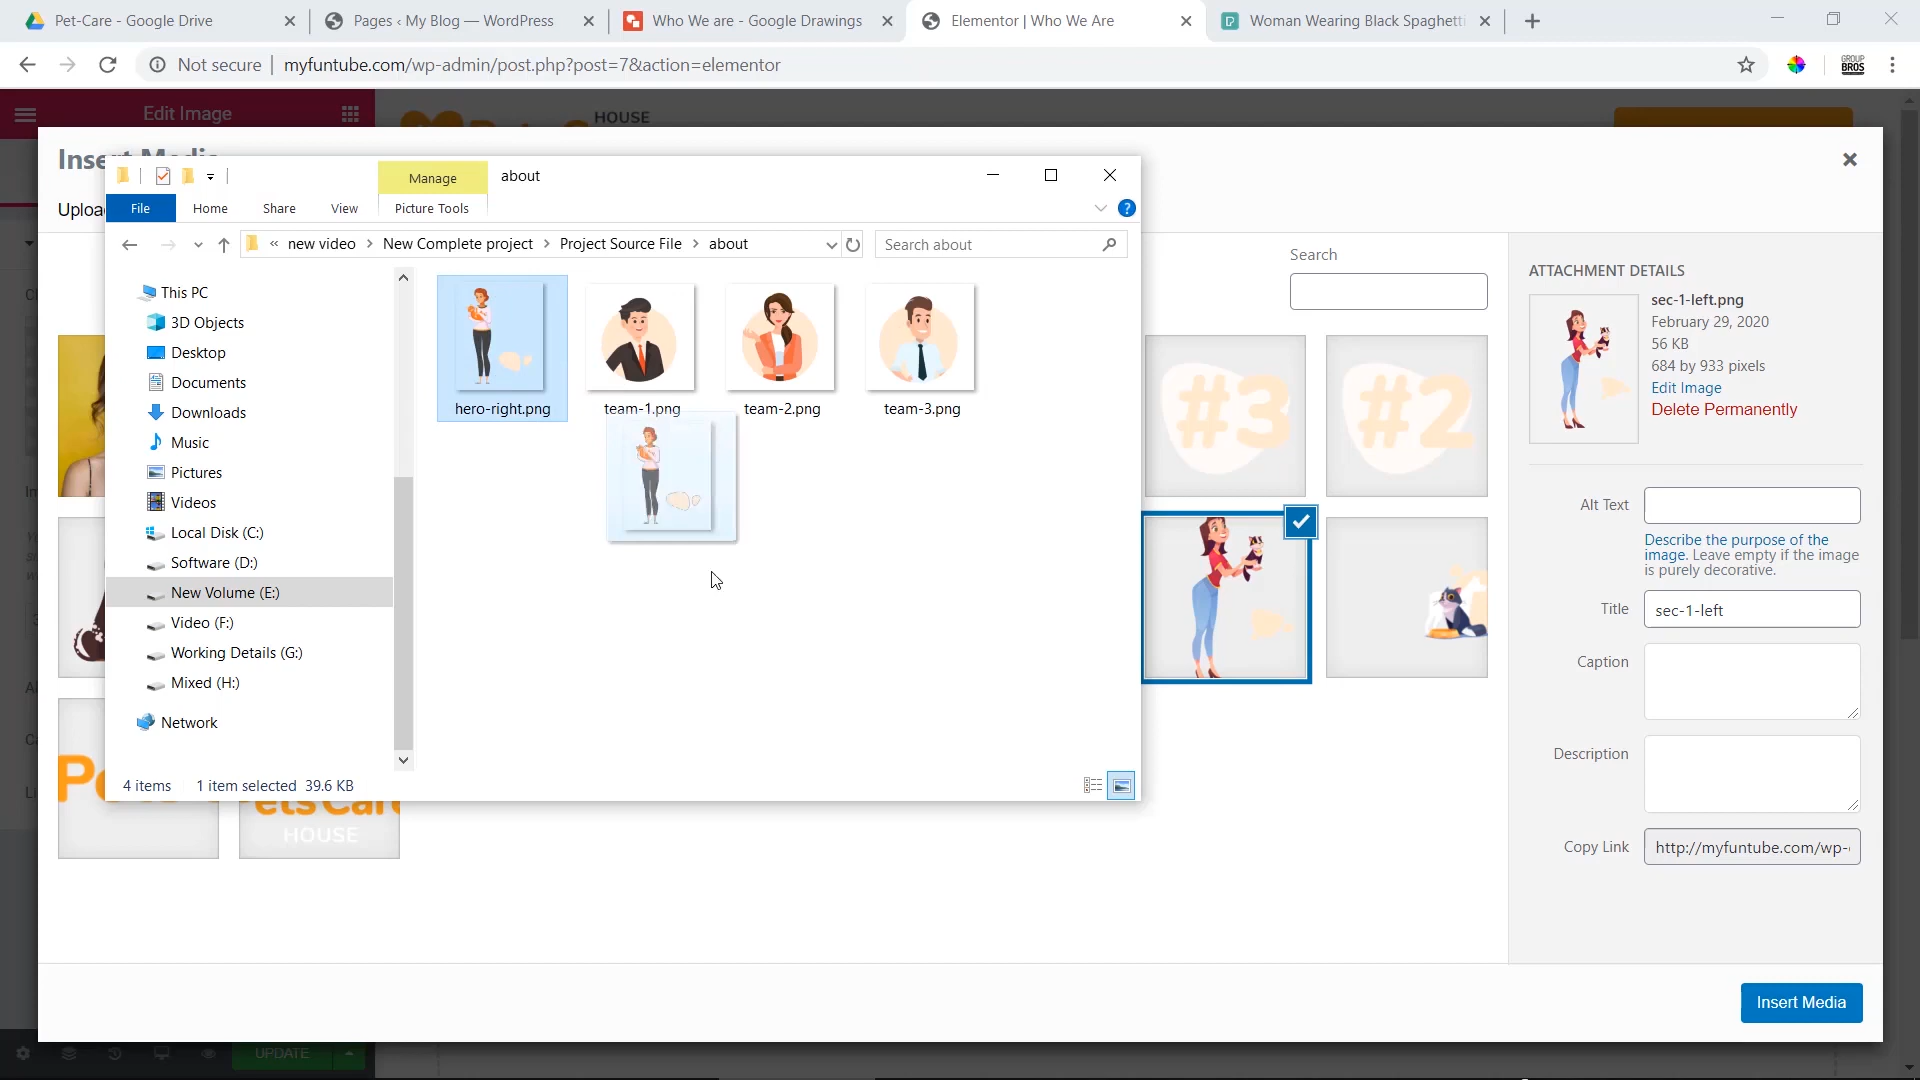 Pet-Care - Google Drive
Pages ‹ My Blog — WordPress
Who We are - Google Drawings
Elementor | Who We Are
Woman Wearing Black Spaghetti
Not secure
myfuntube.com/wp-admin/post.php?post=7&action=elementor
GROUP
BROS
Edit Image
HOUSE
Manage
about
File
Home
Share
View
Picture Tools
« new video › New Complete project › Project Source File › about
Search about
This PC
3D Objects
Desktop
Documents
Downloads
Music
Pictures
Videos
Local Disk (C:)
Software (D:)
New Volume (E:)
Video (F:)
Working Details (G:)
Mixed (H:)
Network
hero-right.png
team-1.png
team-2.png
team-3.png
4 items
1 item selected 39.6 KB
HOUSE
Search
#3
#2
ATTACHMENT DETAILS
sec-1-left.png
February 29, 2020
56 KB
684 by 933 pixels
Edit Image
Delete Permanently
Alt Text
Describe the purpose of the
image. Leave empty if the image
is purely decorative.
Title
sec-1-left
Caption
Description
Copy Link
http://myfuntube.com/wp-
Insert Media
UPDATE